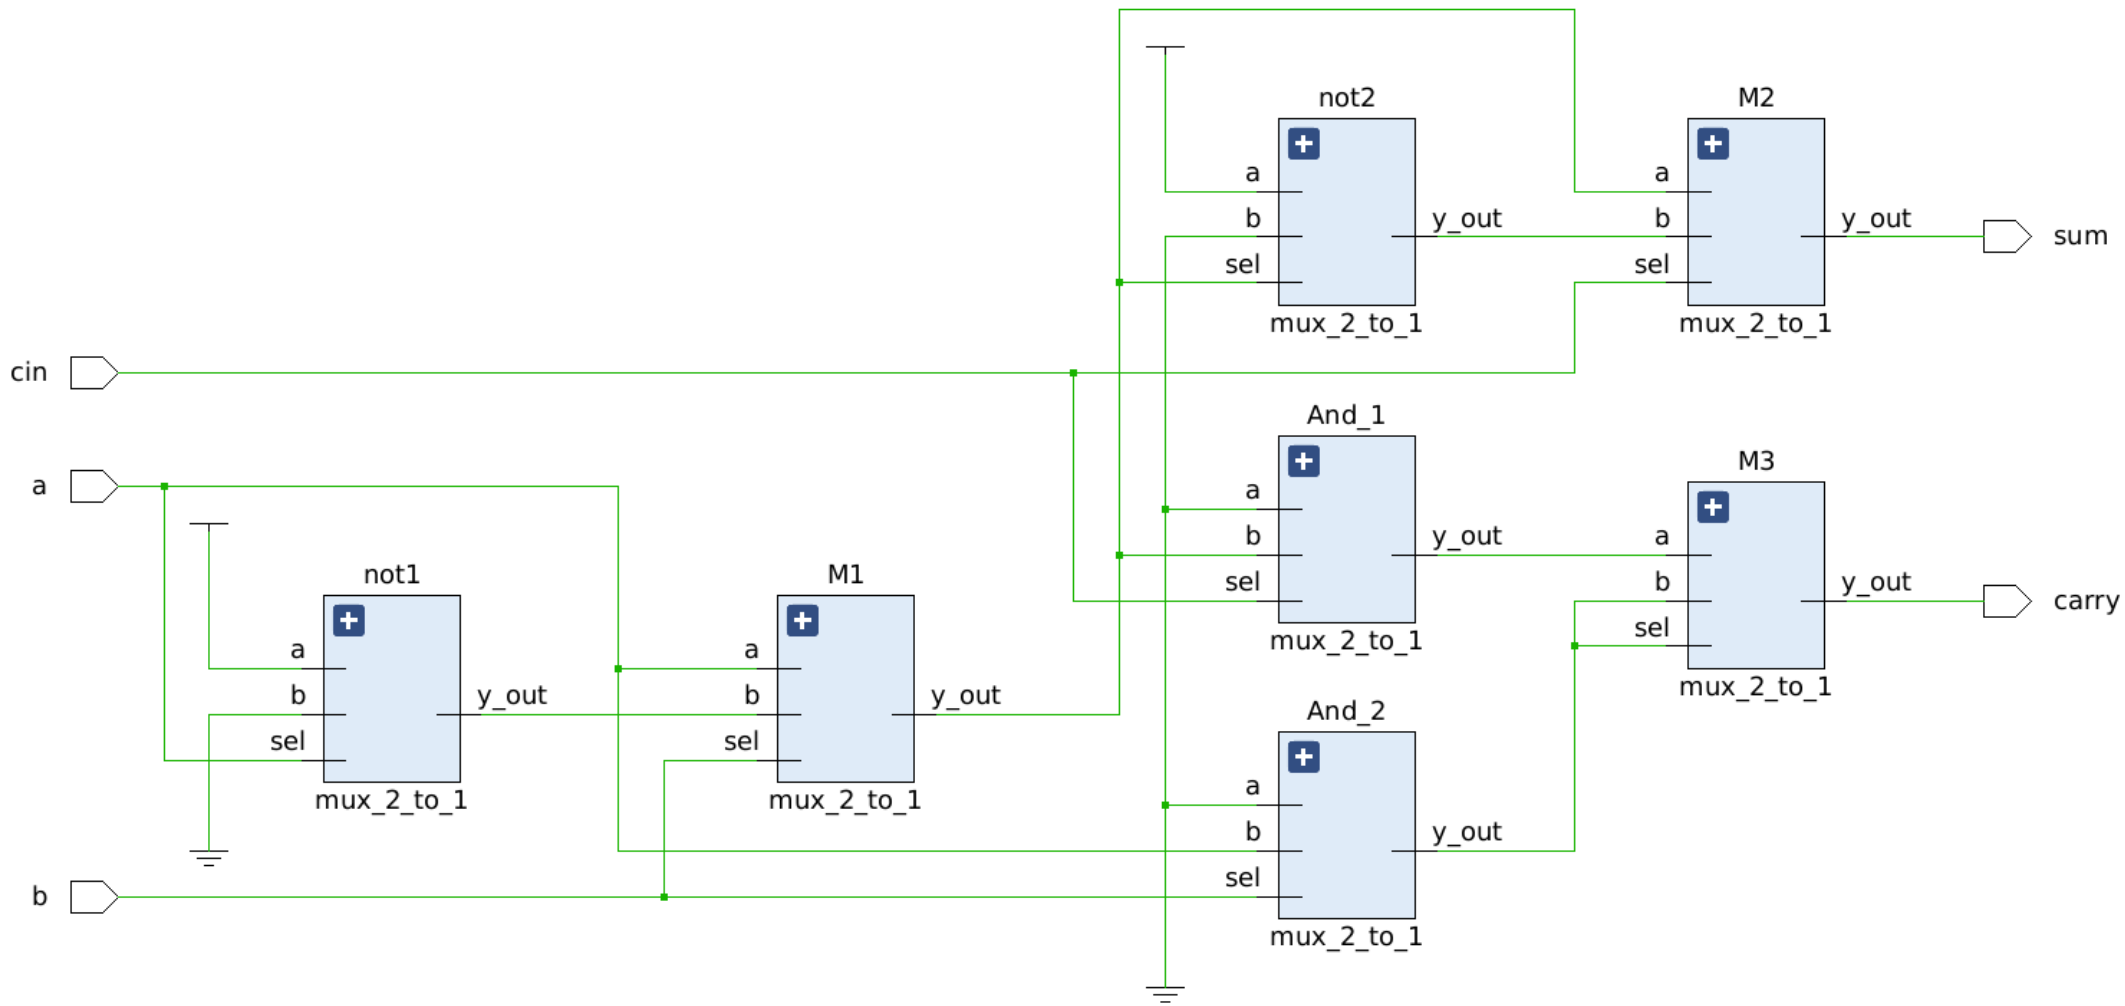 not2
a
b
sel
y_out
mux_2_to_1
M2
a
b
sel
y_out
mux_2_to_1
sum
cin
a
b
And_1
a
b
sel
y_out
mux_2_to_1
M3
a
b
sel
y_out
mux_2_to_1
carry
not1
a
b
sel
y_out
mux_2_to_1
M1
a
b
sel
y_out
mux_2_to_1
And_2
a
b
sel
y_out
mux_2_to_1